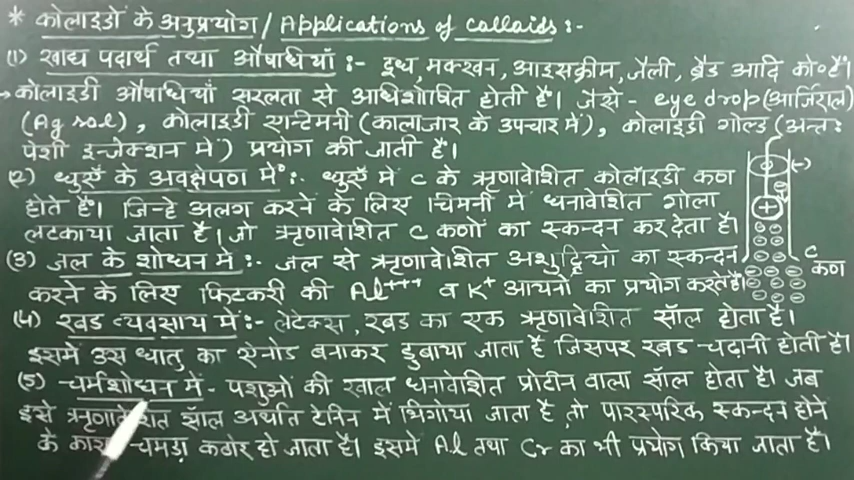 * कोलाइडों के अनुप्रयोग / Applications of colloids :-
(1) खाद्य पदार्थ तथा औषधियाँ :- दूध, मक्खन, आइसक्रीम, जैली, ब्रैड आदि को० हैं।
→ कोलाइडी औषधियाँ सरलता से अधिशोषित होती हैं। जैसे - eye drop (आर्जिराल)
(Ag sol), कोलाइडी एन्टिमनी (कालाजार के उपचार में), कोलाइडी गोल्ड (अन्तः
पेशी इन्जेक्शन में) प्रयोग की जाती हैं।
(2) धुएँ के अवक्षेपण में :- धुएँ में C के ऋणावेशित कोलाइडी कण
होते हैं। जिन्हे अलग करने के लिए चिमनी में धनावेशित गोला
लटकाया जाता है। जो ऋणावेशित C कणों का स्कन्दन कर देता है।
(3) जल के शोधन में :- जल से ऋणावेशित अशुद्धियों का स्कन्दन
करने के लिए फिटकरी की Al+++ व K+ आयनों का प्रयोग करते हैं।
(-)
+
C
कण
(4) रबड व्यवसाय में :- लेटेक्स, रबड का एक ऋणावेशित सॉल होता है।
इसमें उस धातु का ऐनोड बनाकर डुबाया जाता है जिसपर रबड चढ़ानी होती है।
(5) चर्मशोधन में - पशुओं की खाल धनावेशित प्रोटीन वाला सॉल होता है। जब
इसे ऋणावेशित सॉल अर्थात टेनिन में भिगोया जाता है, तो पारस्परिक स्कन्दन होने
के चमड़ा कठोर हो जाता है। इसमें Al तथा Cr का भी प्रयोग किया जाता है।